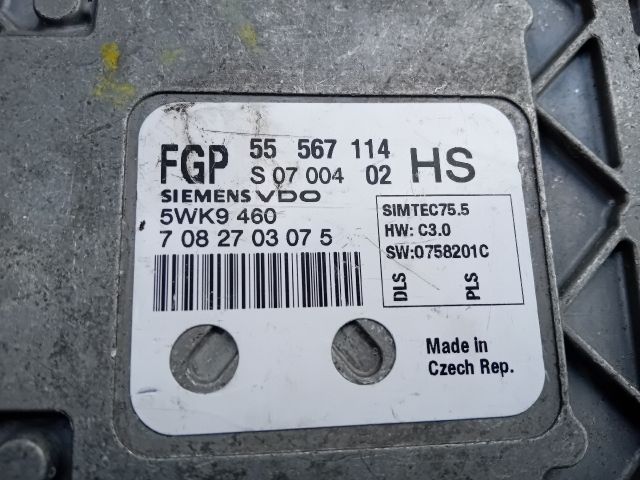 FGP 55 567 114 HS
S 07 004 02
SIEMENS VDO
5WK9 460
7 08 27 03 07 5
SIMTEC75.5
HW: C3.0
SW:0758201C
DLS
PLS
Made in
Czech Rep.